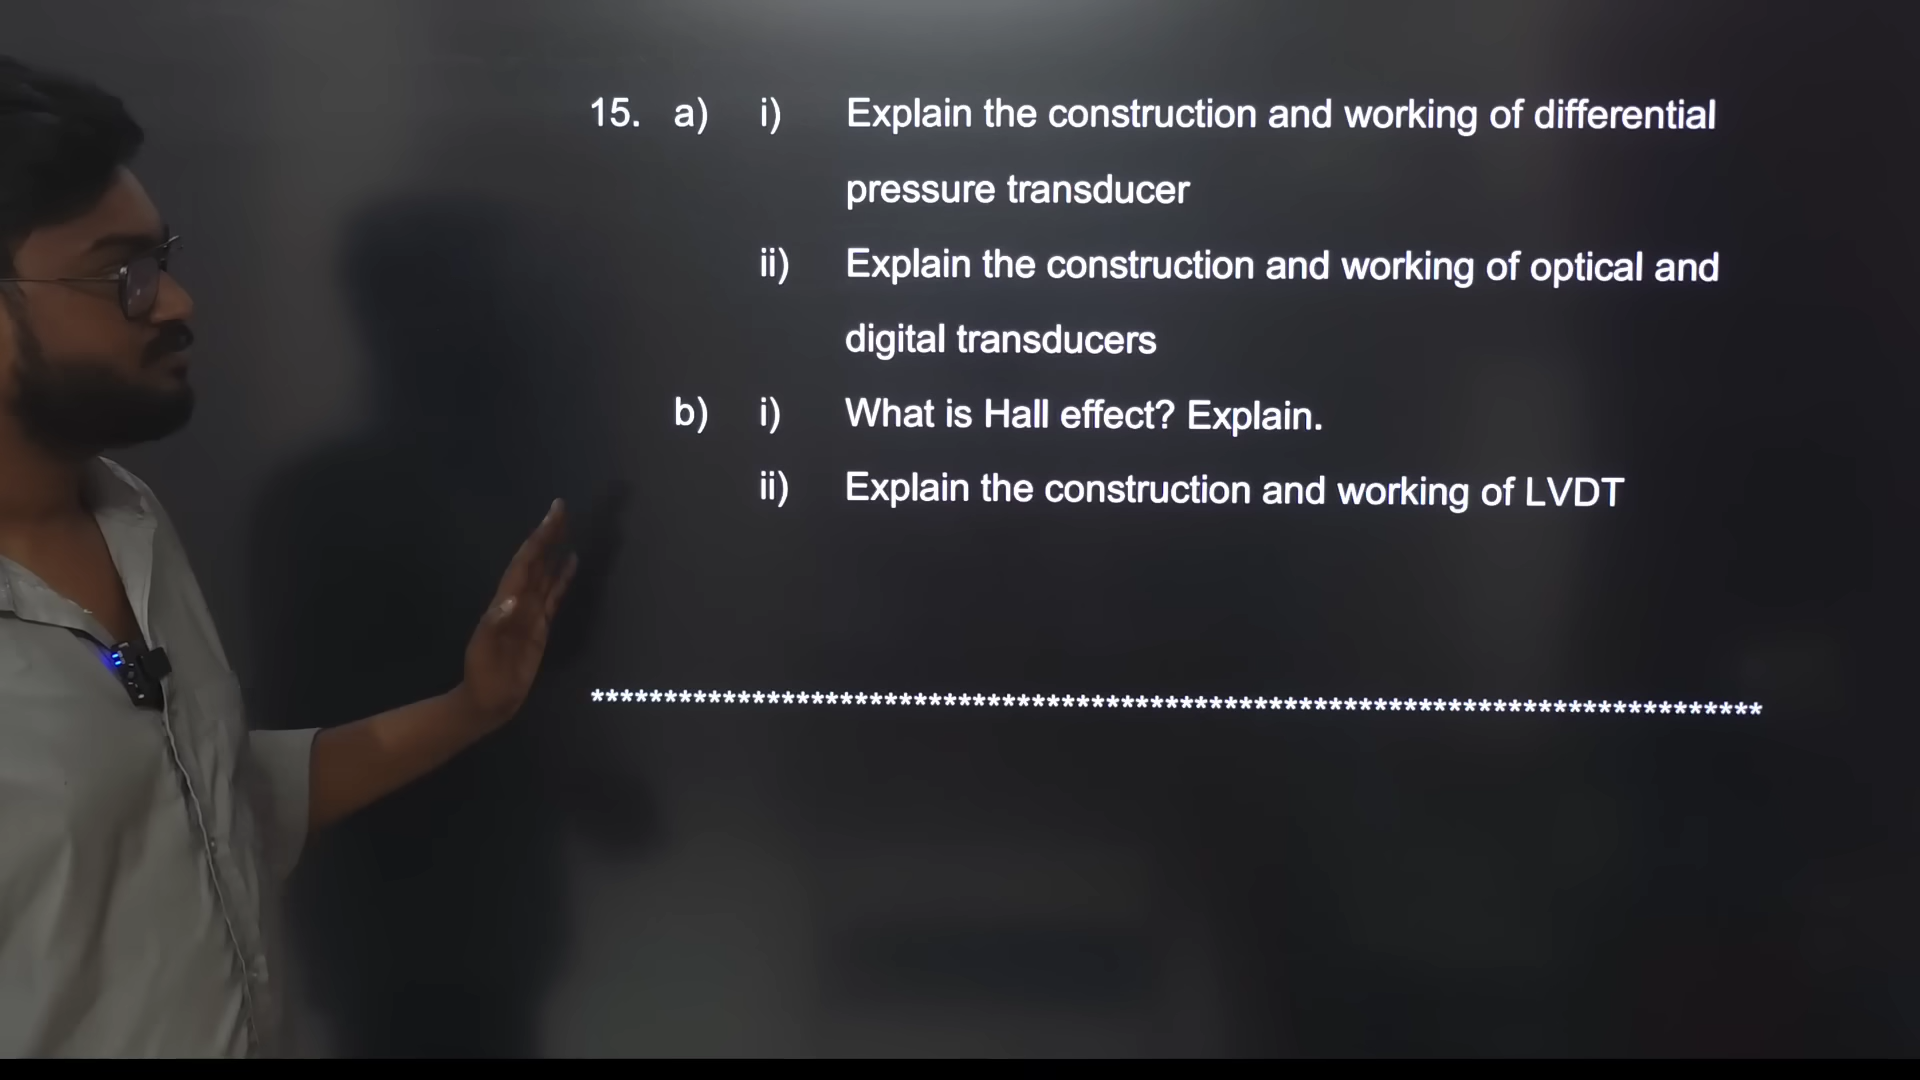 15. a) i) Explain the construction and working of differential
pressure transducer
ii) Explain the construction and working of optical and
digital transducers
b) i) What is Hall effect? Explain.
ii) Explain the construction and working of LVDT
********************************************************************************